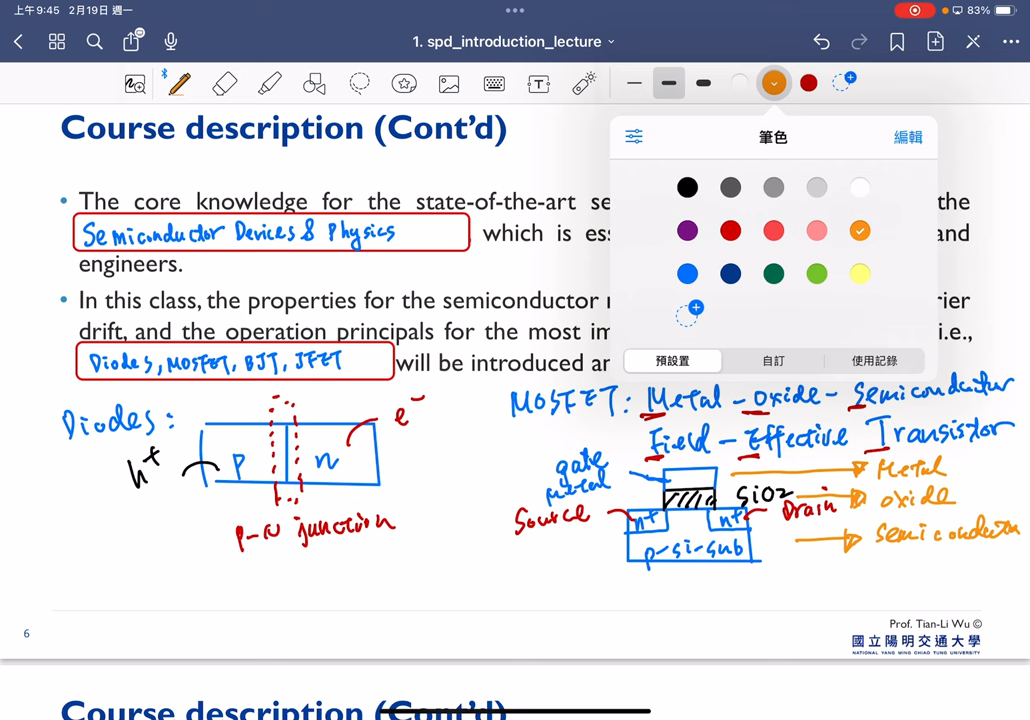 上午9:45 2月19日 週一
83%
1. spd_introduction_lecture
Course description (Cont’d)
筆色
編輯
• The core knowledge for the state-of-the-art se the
Semiconductor Devices & Physics , which is ess and
engineers.
• In this class, the properties for the semiconductor r rier
drift, and the operation principals for the most im i.e.,
Diodes, MOSFET, BJT, JFET will be introduced an
預設置
自訂
使用記錄
MOSFET: Metal-Oxide-Semiconductor
Field-Effective Transistor
Diodes:
e⁻
h⁺
p
n
p-n junction
gate
metal
SiO2
Source
n⁺
n⁺
Drain
p-si-sub
Metal
oxide
Semiconductor
6
Prof. Tian-Li Wu ©
國立陽明交通大學
NATIONAL YANG MING CHIAO TUNG UNIVERSITY
Course description (Cont’d)